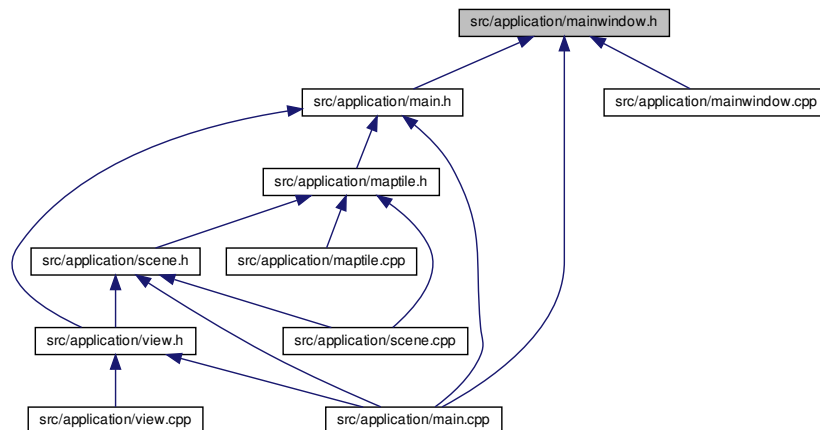 src/application/mainwindow.h
src/application/main.h
src/application/mainwindow.cpp
src/application/maptile.h
src/application/scene.h
src/application/maptile.cpp
src/application/view.h
src/application/scene.cpp
src/application/view.cpp
src/application/main.cpp